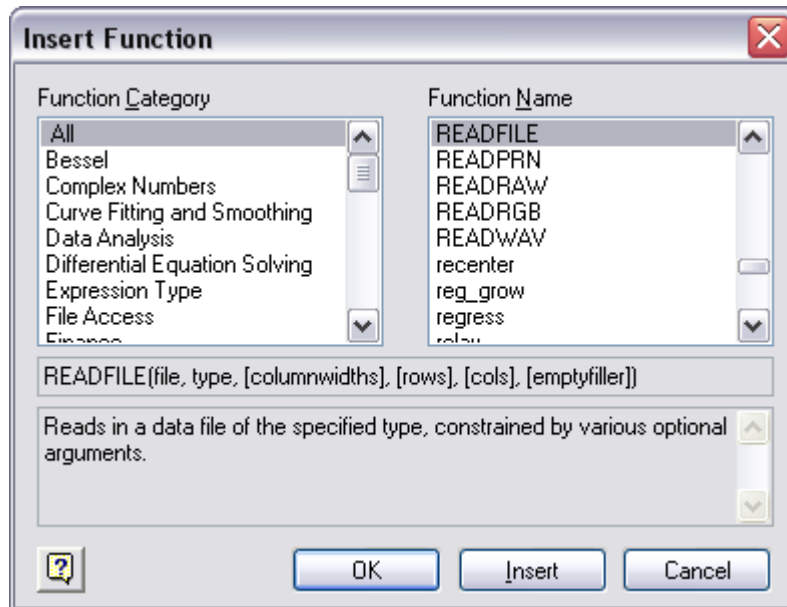 Insert Function
Function Category
Function Name
All
Bessel
Complex Numbers
Curve Fitting and Smoothing
Data Analysis
Differential Equation Solving
Expression Type
File Access
Finance
READFILE
READPRN
READRAW
READRGB
READWAV
recenter
reg_grow
regress
relay
READFILE(file, type, [columnwidths], [rows], [cols], [emptyfiller])
Reads in a data file of the specified type, constrained by various optional
arguments.
OK
Insert
Cancel